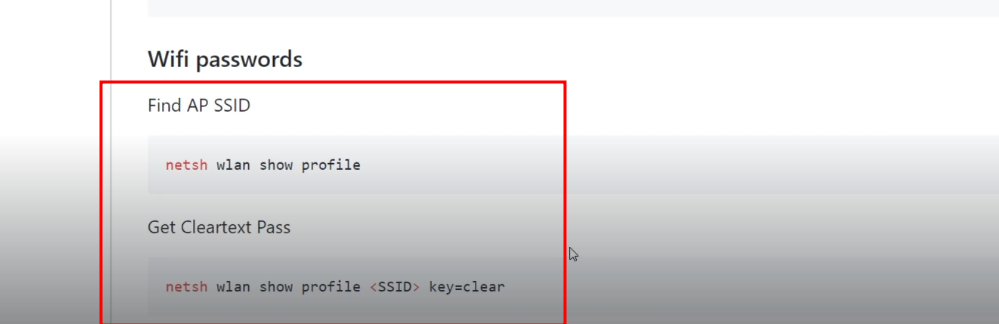 Wifi passwords
Find AP SSID
netsh wlan show profile
Get Cleartext Pass
netsh wlan show profile <SSID> key=clear